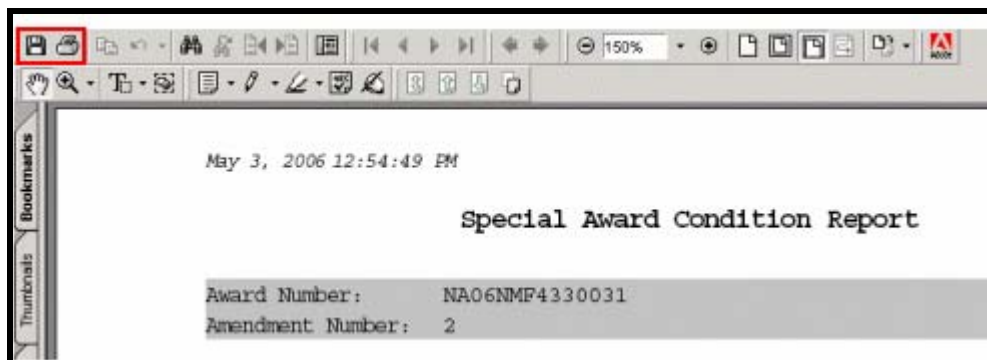 150%
Adobe
Bookmarks
Thumbnails
May 3, 2006 12:54:49 PM
Special Award Condition Report
Award Number: NA06NMF4330031
Amendment Number: 2